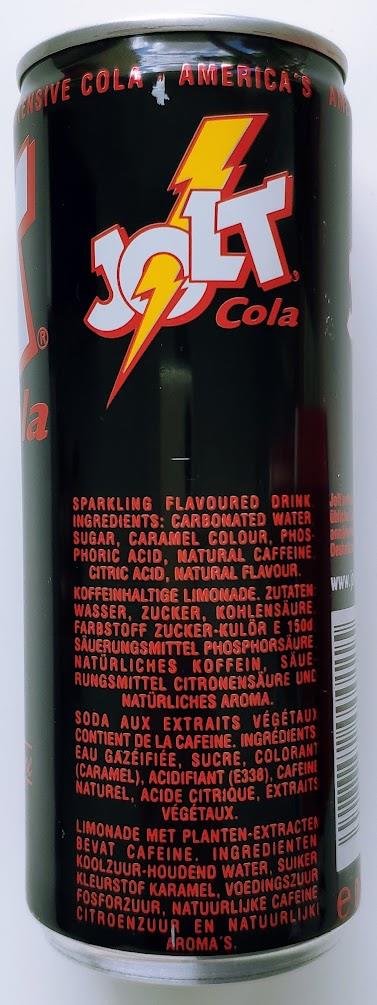 COLA AMERICA'S
JOLT
Cola
®
la
SPARKLING FLAVOURED DRINK
INGREDIENTS: CARBONATED WATER
SUGAR, CARAMEL COLOUR, PHOS-
PHORIC ACID, NATURAL CAFFEINE
CITRIC ACID, NATURAL FLAVOUR.
KOFFEINHALTIGE LIMONADE. ZUTATEN
WASSER, ZUCKER, KOHLENSÄURE
FARBSTOFF ZUCKER-KULÖR E 150d
SÄUERUNGSMITTEL PHOSPHORSÄURE
NATÜRLICHES KOFFEIN, SÄUE-
RUNGSMITTEL CITRONENSÄURE UND
NATÜRLICHES AROMA.
SODA AUX EXTRAITS VÉGÉTAUX
CONTIENT DE LA CAFEINE. INGRÉDIENTS
EAU GAZÉIFIÉE, SUCRE, COLORANT
(CARAMEL), ACIDIFIANT (E338), CAFEINE
NATUREL, ACIDE CITRIQUE, EXTRAITS
VÉGÉTAUX.
LIMONADE MET PLANTEN-EXTRACTEN
BEVAT CAFEINE. INGREDIENTEN
KOOLZUUR-HOUDEND WATER, SUIKER
KLEURSTOF KARAMEL, VOEDINGSZUUR
FOSFORZUUR, NATUURLIJKE CAFEINE
CITROENZUUR EN NATUURLIJKE
AROMA'S.
www.
e